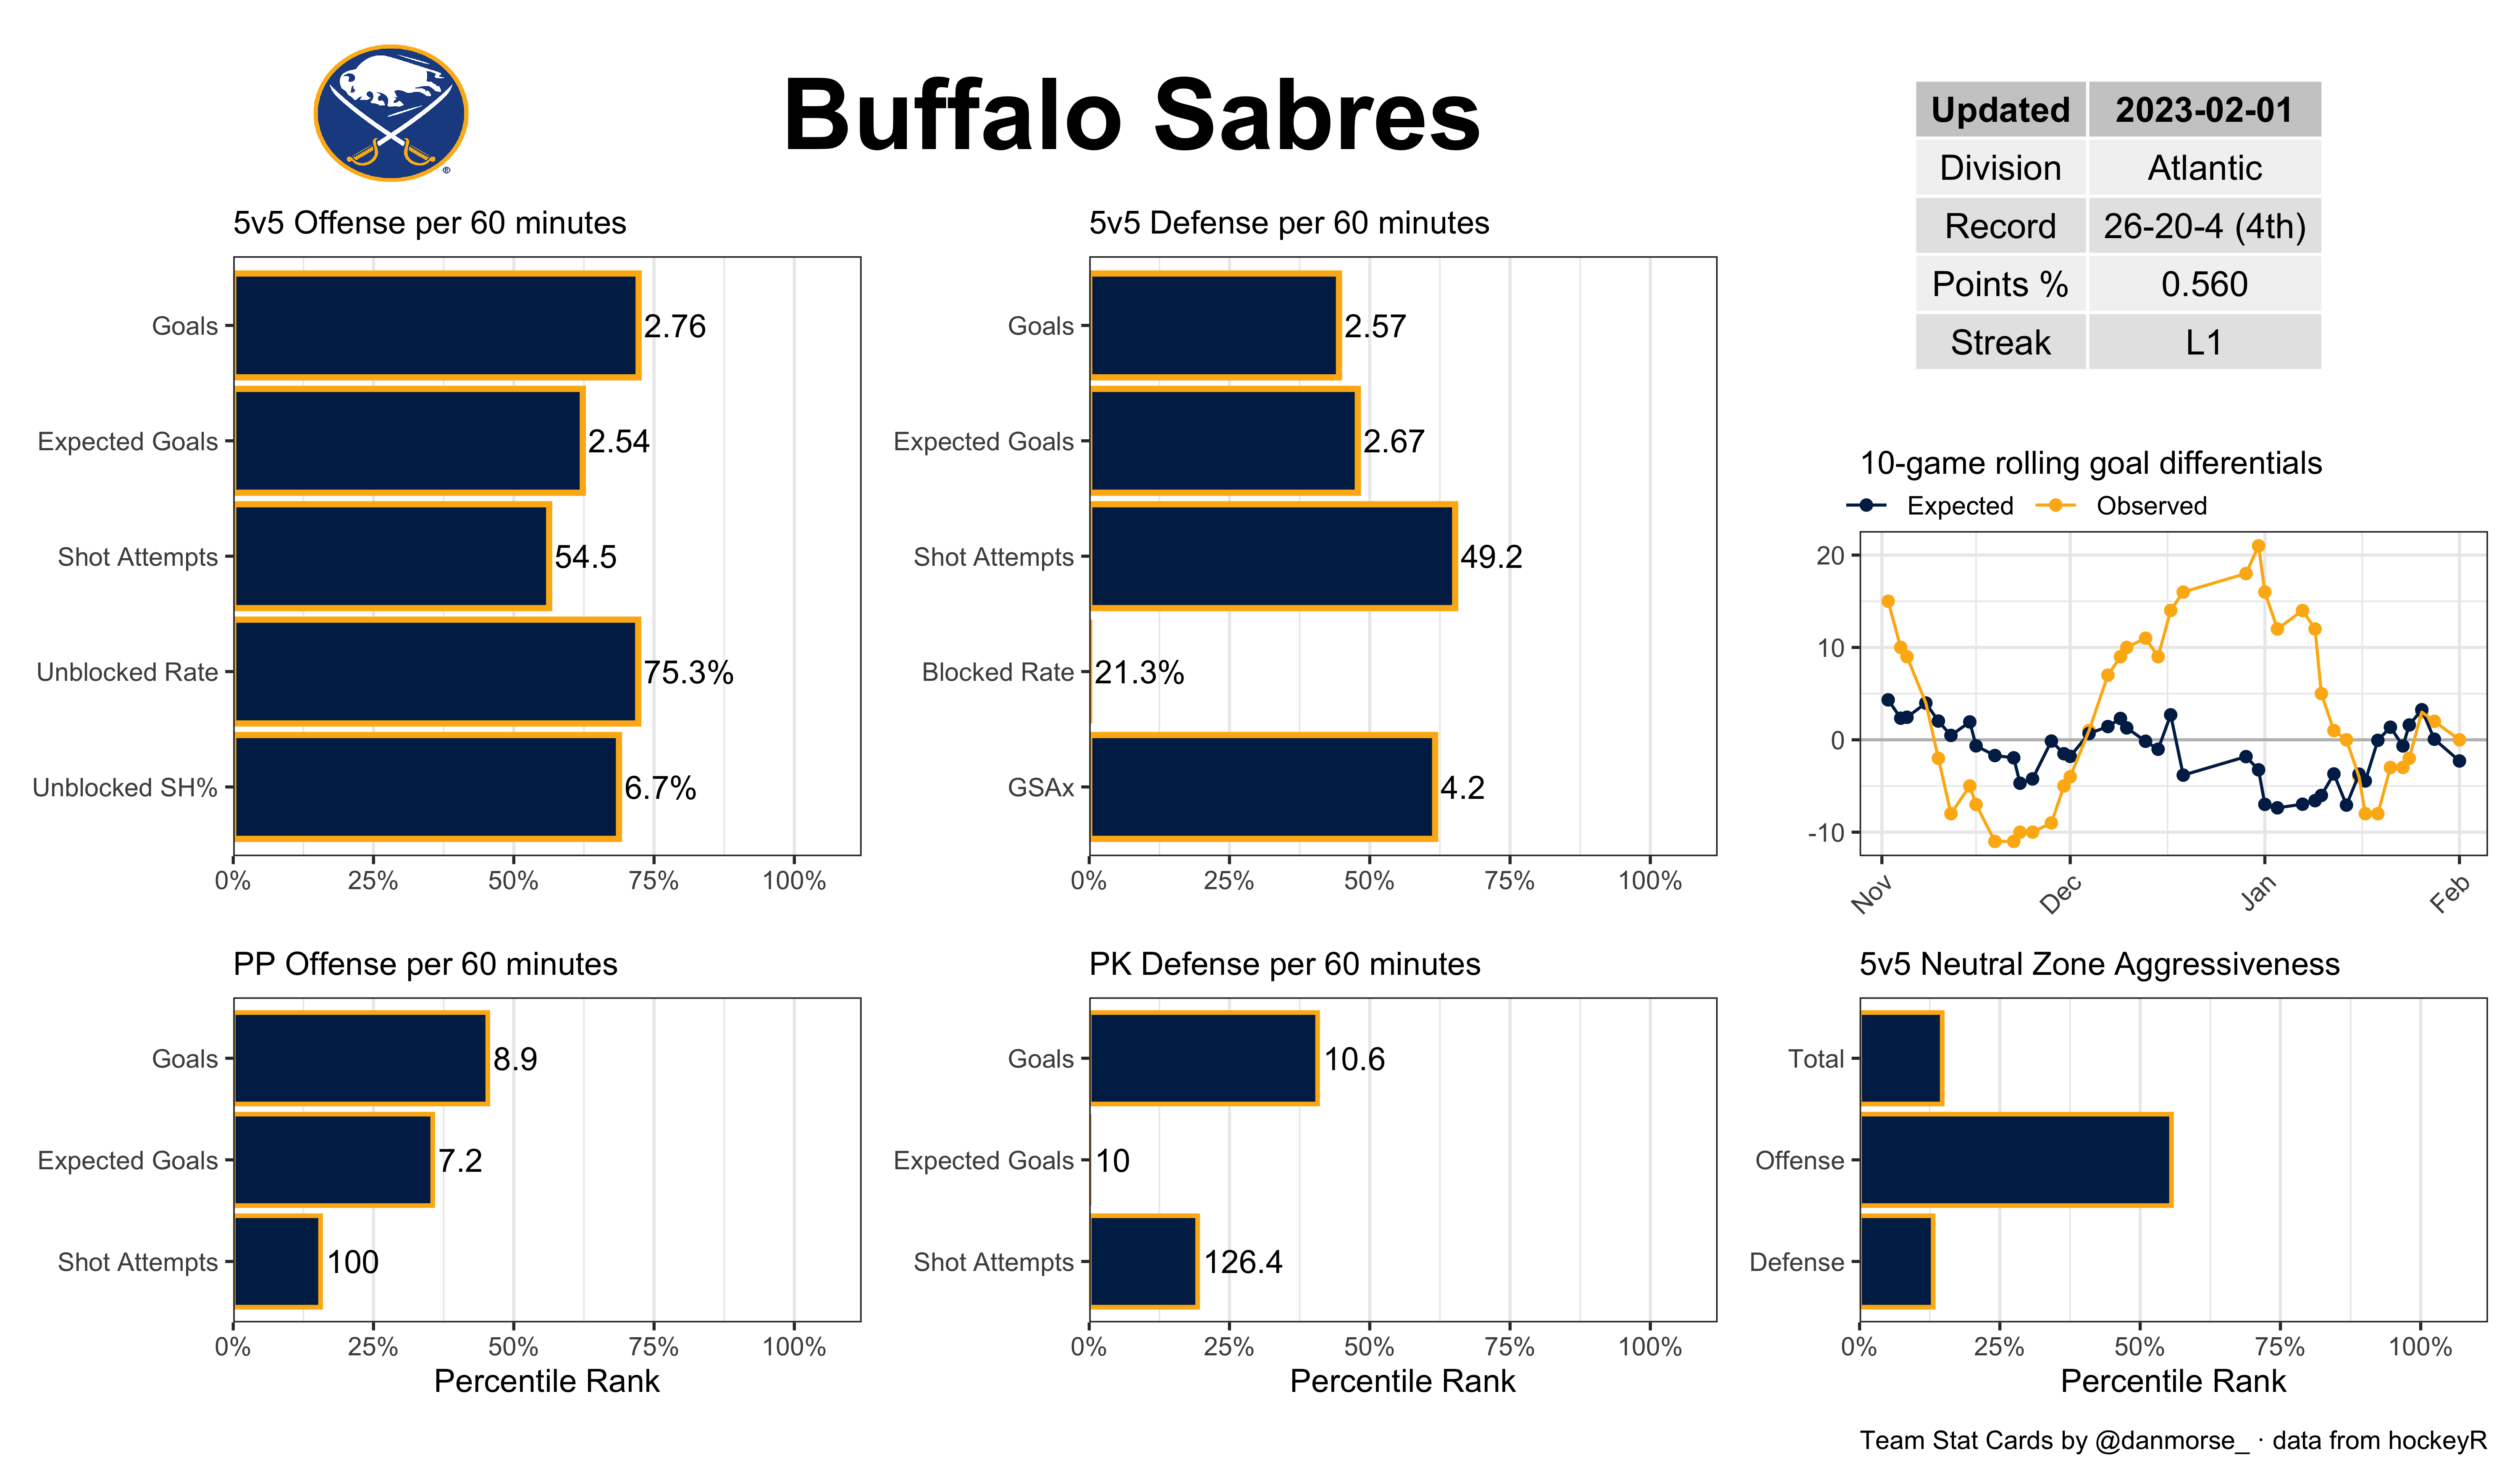 Buffalo Sabres
®
Updated 2023-02-01
Division Atlantic
Record 26-20-4 (4th)
Points % 0.560
Streak L1
5v5 Offense per 60 minutes
Goals 2.76
Expected Goals 2.54
Shot Attempts 54.5
Unblocked Rate 75.3%
Unblocked SH% 6.7%
0% 25% 50% 75% 100%
5v5 Defense per 60 minutes
Goals 2.57
Expected Goals 2.67
Shot Attempts 49.2
Blocked Rate 21.3%
GSAx 4.2
0% 25% 50% 75% 100%
10-game rolling goal differentials
Expected Observed
20
10
0
-10
Nov Dec Jan Feb
PP Offense per 60 minutes
Goals 8.9
Expected Goals 7.2
Shot Attempts 100
0% 25% 50% 75% 100%
Percentile Rank
PK Defense per 60 minutes
Goals 10.6
Expected Goals 10
Shot Attempts 126.4
0% 25% 50% 75% 100%
Percentile Rank
5v5 Neutral Zone Aggressiveness
Total
Offense
Defense
0% 25% 50% 75% 100%
Percentile Rank
Team Stat Cards by @danmorse_ · data from hockeyR